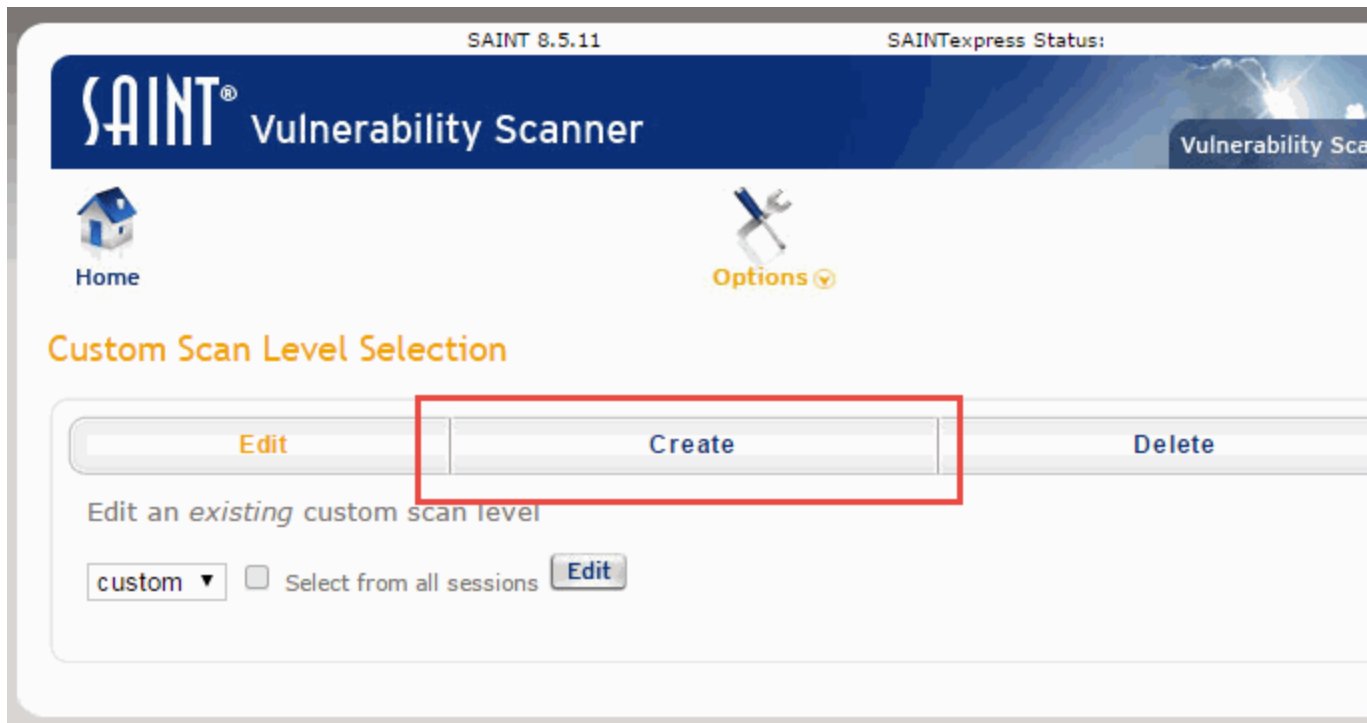 SAINT 8.5.11 SAINTexpress Status:
SAINT® Vulnerability Scanner
Vulnerability
Home
Options
Custom Scan Level Selection
Edit Create Delete
Edit an existing custom scan level
custom Select from all sessions Edit